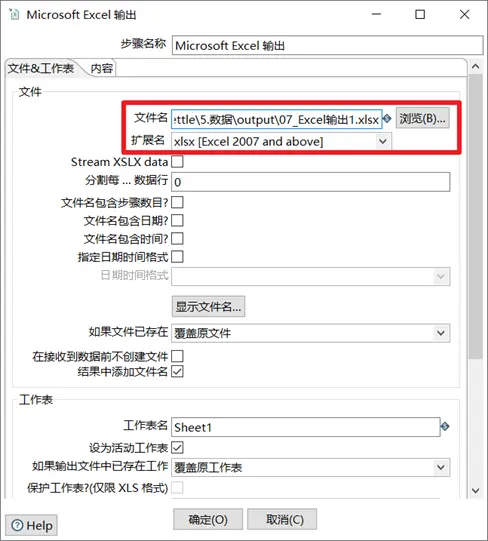 Microsoft Excel 输出
步骤名称 Microsoft Excel 输出
文件&工作表 内容
文件
文件名 :ttle\5.数据\output\07_Excel输出1.xlsx 浏览(B)...
扩展名 xlsx [Excel 2007 and above]
Stream XSLX data
分割每 ... 数据行 0
文件名包含步骤数目?
文件名包含日期?
文件名包含时间?
指定日期时间格式
日期时间格式
显示文件名...
如果文件已存在 覆盖原文件
在接收到数据前不创建文件
结果中添加文件名
工作表
工作表名 Sheet1
设为活动工作表
如果输出文件中已存在工作 覆盖原工作表
保护工作表?(仅限 XLS 格式)
Help 确定(O) 取消(C)